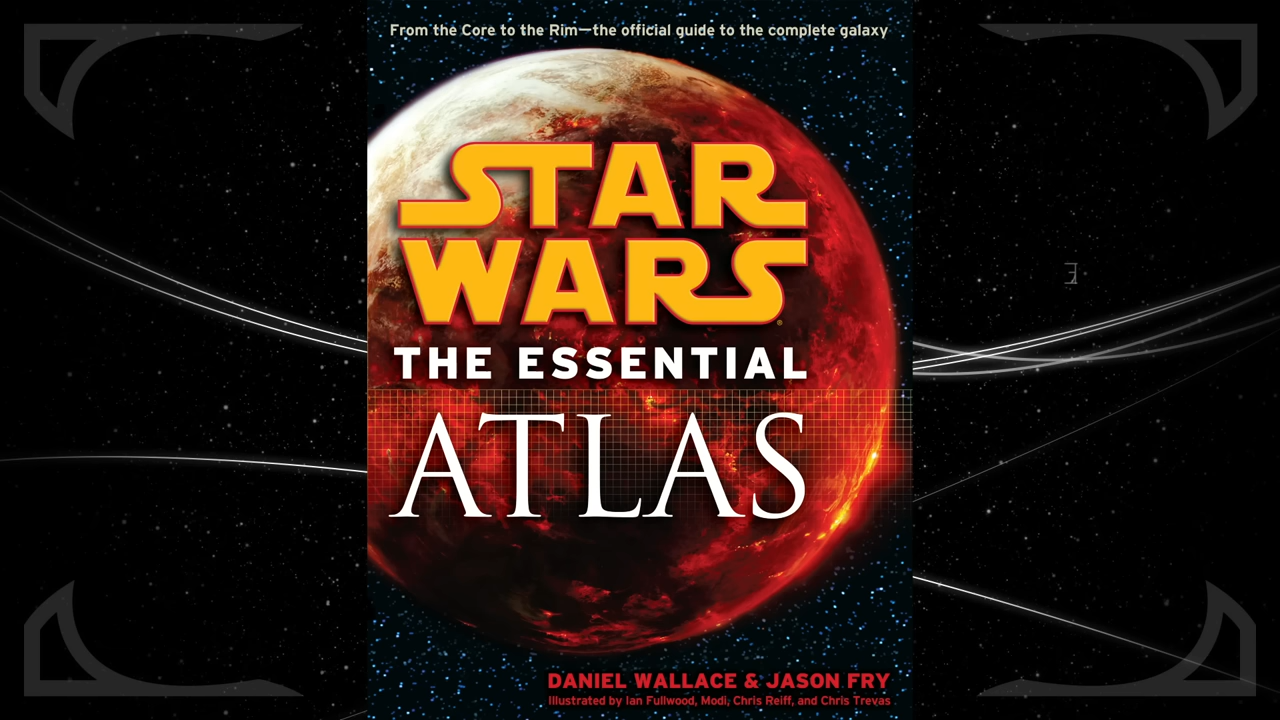 From the Core to the Rim—the official guide to the complete galaxy
STAR
WARS®
THE ESSENTIAL
ATLAS
DANIEL WALLACE & JASON FRY
Illustrated by Ian Fullwood, Modi, Chris Reiff, and Chris Trevas